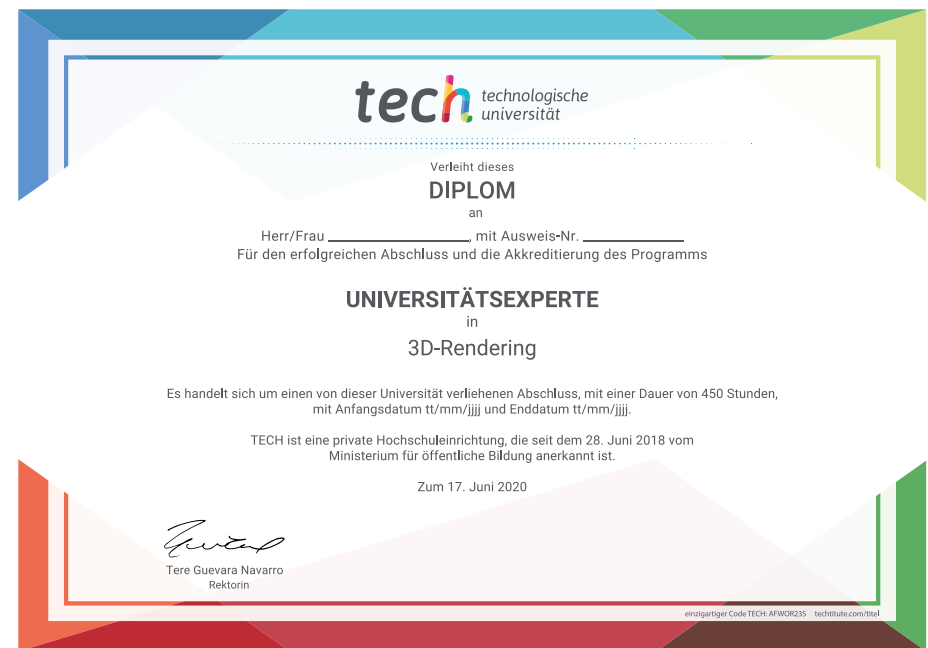 tech technologische
universität
Verleiht dieses
DIPLOM
an
Herr/Frau ____________, mit Ausweis-Nr. ____________
Für den erfolgreichen Abschluss und die Akkreditierung des Programms
UNIVERSITÄTSEXPERTE
in
3D-Rendering
Es handelt sich um einen von dieser Universität verliehenen Abschluss, mit einer Dauer von 450 Stunden,
mit Anfangsdatum tt/mm/jjjj und Enddatum tt/mm/jjjj.
TECH ist eine private Hochschuleinrichtung, die seit dem 28. Juni 2018 vom
Ministerium für öffentliche Bildung anerkannt ist.
Zum 17. Juni 2020
Tere Guevara Navarro
Rektorin
einzigartiger Code TECH: AFWOR23S techtitute.com/titel